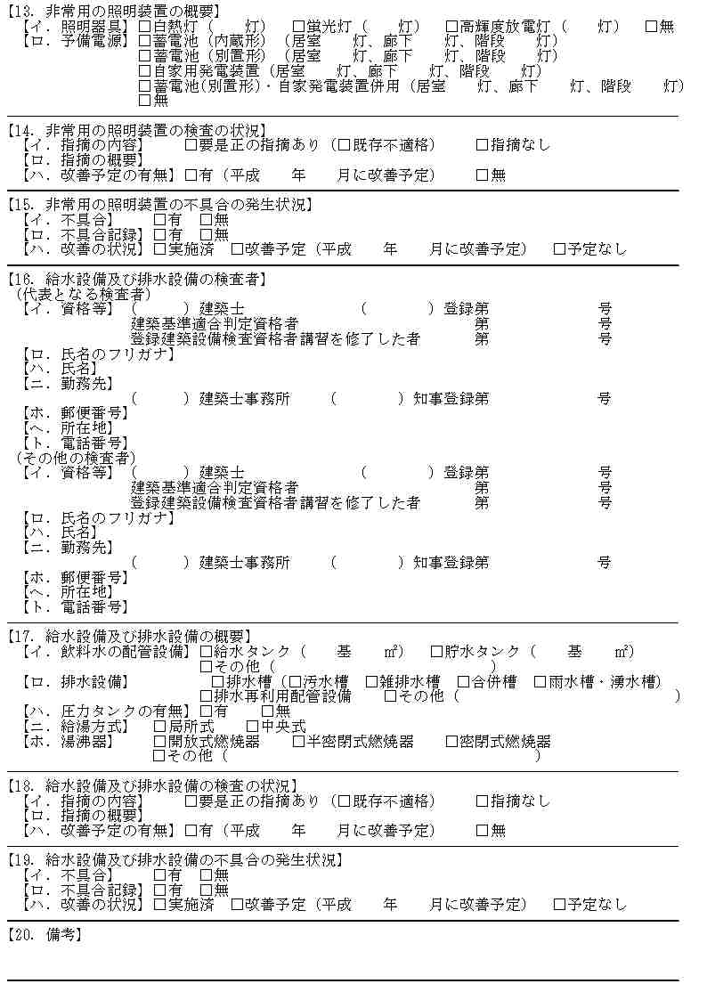 【13．非常用の照明装置の概要】
【イ．照明器具】□白熱灯（　　灯）　□蛍光灯（　　灯）　□高輝度放電灯（　　灯）　□無
【ロ．予備電源】□蓄電池（内蔵形）（居室　　灯、廊下　　灯、階段　　灯）
□蓄電池（別置形）（居室　　灯、廊下　　灯、階段　　灯）
□自家用発電装置（居室　　灯、廊下　　灯、階段　　灯）
□蓄電池(別置形)・自家発電装置併用（居室　　灯、廊下　　灯、階段　　灯）
□無
【14．非常用の照明装置の検査の状況】
【イ．指摘の内容】　　□要是正の指摘あり（□既存不適格）　　□指摘なし
【ロ．指摘の概要】
【ハ．改善予定の有無】□有（平成　　年　　月に改善予定）　　□無
【15．非常用の照明装置の不具合の発生状況】
【イ．不具合】　　□有　□無
【ロ．不具合記録】□有　□無
【ハ．改善の状況】□実施済　□改善予定（平成　　年　　月に改善予定）　□予定なし
【16．給水設備及び排水設備の検査者】
（代表となる検査者）
【イ．資格等】（　　　）建築士　　　　　　　（　　　　）登録第　　　　　　　号
建築基準適合判定資格者　　　　　　　　　　　第　　　　　　　号
登録建築設備検査資格者講習を修了した者　　　第　　　　　　　号
【ロ．氏名のフリガナ】
【ハ．氏名】
【ニ．勤務先】
（　　　）建築士事務所　　（　　　　）知事登録第　　　　　　　号
【ホ．郵便番号】
【ヘ．所在地】
【ト．電話番号】
（その他の検査者）
【イ．資格等】（　　　）建築士　　　　　　　（　　　　）登録第　　　　　　　号
建築基準適合判定資格者　　　　　　　　　　　第　　　　　　　号
登録建築設備検査資格者講習を修了した者　　　第　　　　　　　号
【ロ．氏名のフリガナ】
【ハ．氏名】
【ニ．勤務先】
（　　　）建築士事務所　　（　　　　）知事登録第　　　　　　　号
【ホ．郵便番号】
【ヘ．所在地】
【ト．電話番号】
【17．給水設備及び排水設備の概要】
【イ．飲料水の配管設備】□給水タンク（　　基　　㎥）　□貯水タンク（　　基　　㎥）
□その他（　　　　　　　　　　　　　　）
【ロ．排水設備】　　　　　□排水槽（□汚水槽　□雑排水槽　□合併槽　□雨水槽・湧水槽）
□排水再利用配管設備　　□その他（　　　　　　　　　　　　　　）
【ハ．圧力タンクの有無】□有　　□無
【ニ．給湯方式】　□局所式　　□中央式
【ホ．湯沸器】　　□開放式燃焼器　　□半密閉式燃焼器　　□密閉式燃焼器
□その他（　　　　　　　　　　　　　　　　　　　　）
【18．給水設備及び排水設備の検査の状況】
【イ．指摘の内容】　　□要是正の指摘あり（□既存不適格）　　□指摘なし
【ロ．指摘の概要】
【ハ．改善予定の有無】□有（平成　　年　　月に改善予定）　　□無
【19．給水設備及び排水設備の不具合の発生状況】
【イ．不具合】　　□有　□無
【ロ．不具合記録】□有　□無
【ハ．改善の状況】□実施済　□改善予定（平成　　年　　月に改善予定）　□予定なし
【20．備考】